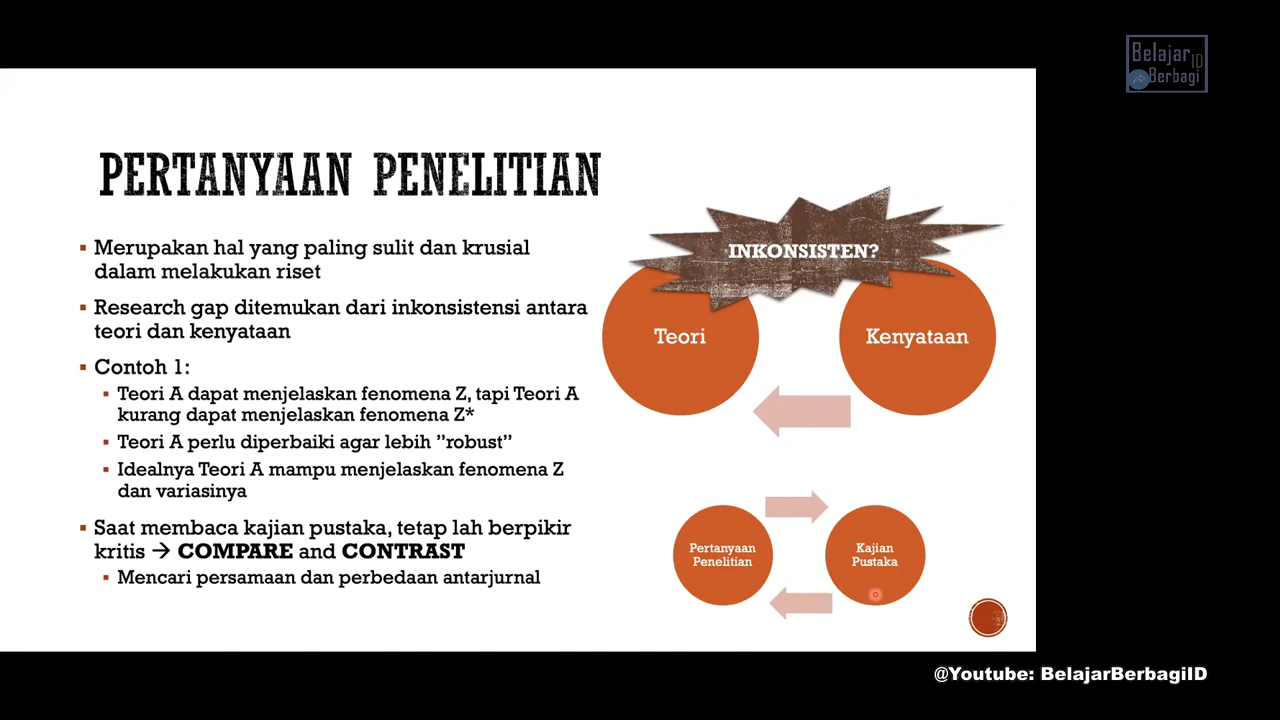 Belajar ID
Berbagi
PERTANYAAN PENELITIAN
▪ Merupakan hal yang paling sulit dan krusial
dalam melakukan riset
▪ Research gap ditemukan dari inkonsistensi antara
teori dan kenyataan
▪ Contoh 1:
▪ Teori A dapat menjelaskan fenomena Z, tapi Teori A
kurang dapat menjelaskan fenomena Z*
▪ Teori A perlu diperbaiki agar lebih ”robust”
▪ Idealnya Teori A mampu menjelaskan fenomena Z
dan variasinya
▪ Saat membaca kajian pustaka, tetap lah berpikir
kritis → COMPARE and CONTRAST
▪ Mencari persamaan dan perbedaan antarjurnal
INKONSISTEN?
Teori
Kenyataan
Pertanyaan
Penelitian
Kajian
Pustaka
@Youtube: BelajarBerbagiID